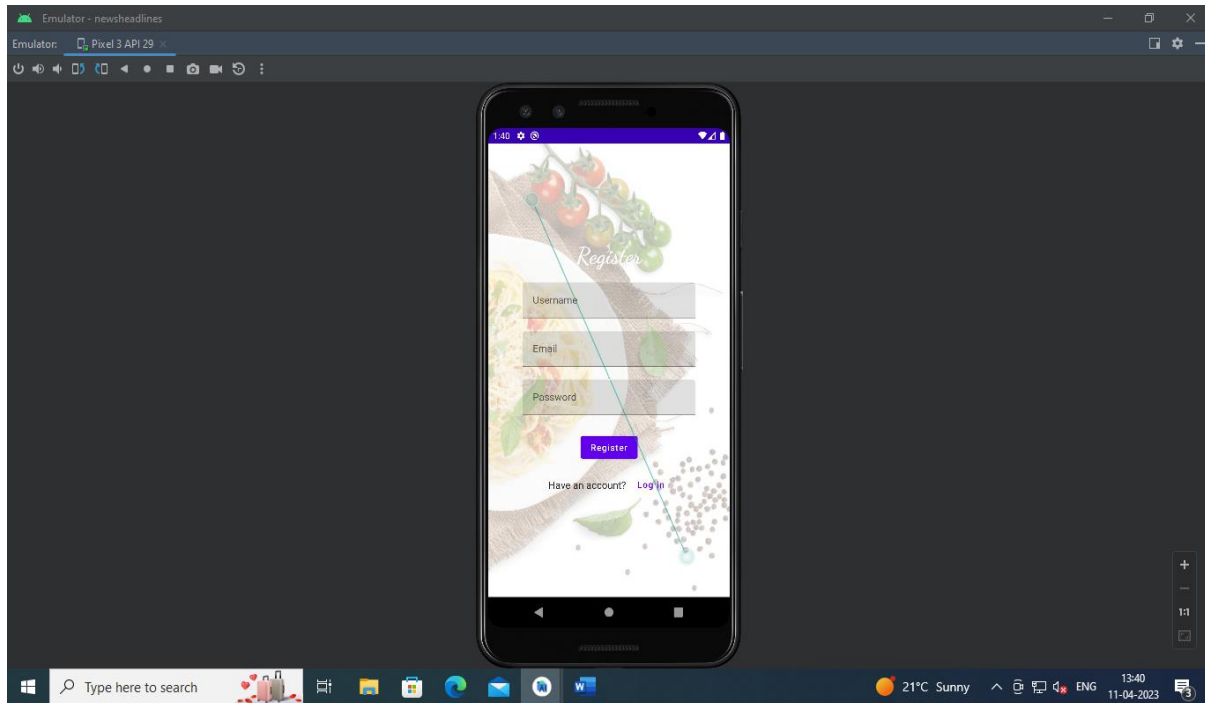 Emulator - newsheadlines
Emulator: Pixel 3 API 29
1:40
Register
Username
Email
Password
Register
Have an account? Log in
1:1
Type here to search
W
21°C Sunny
ENG
13:40
11-04-2023
3